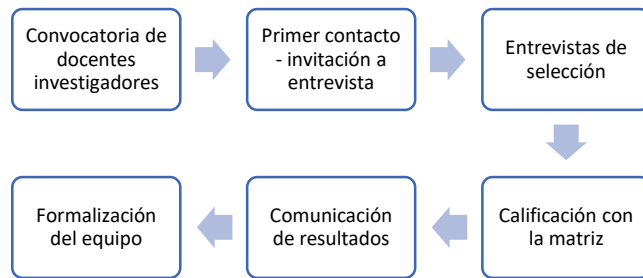 Convocatoria de
docentes
investigadores
Primer contacto
- invitación a
entrevista
Entrevistas de
selección
Calificación con
la matriz
Comunicación
de resultados
Formalización
del equipo